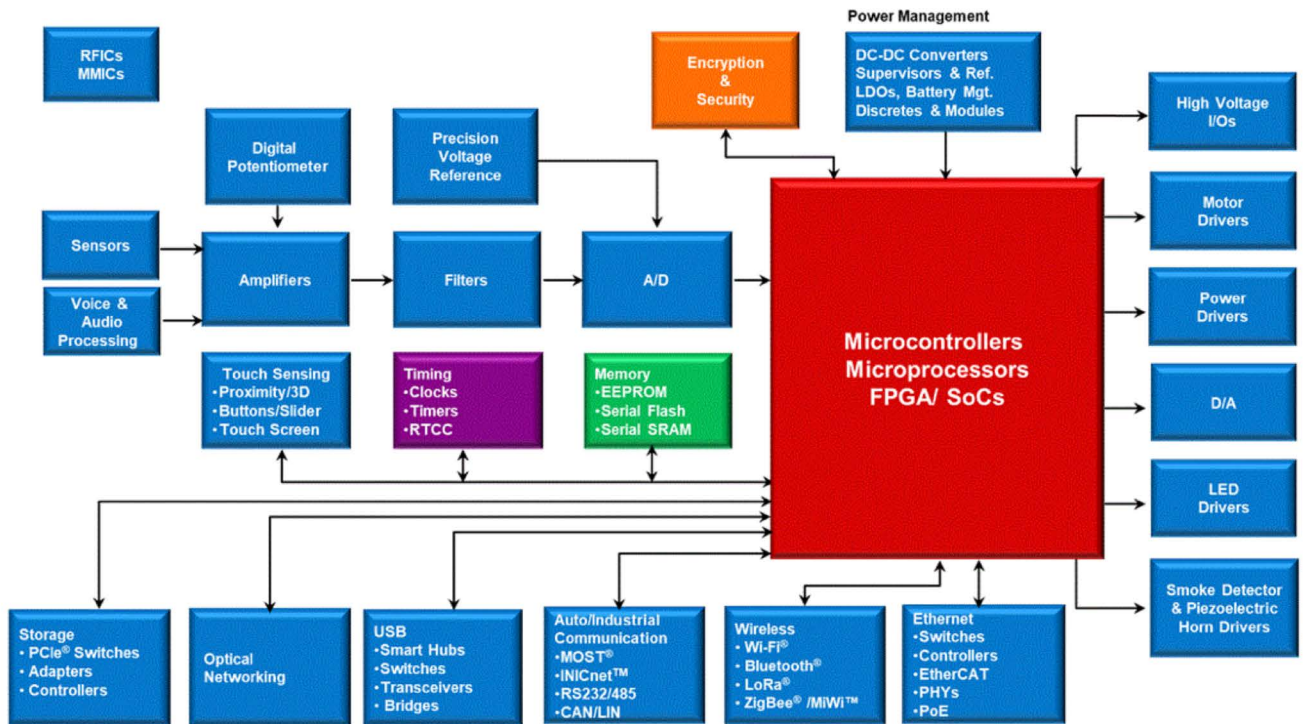 Power Management
RFICs
MMICs
Encryption
&
Security
DC-DC Converters
Supervisors & Ref.
LDOs, Battery Mgt.
Discretes & Modules
High Voltage
I/Os
Digital
Potentiometer
Precision
Voltage
Reference
Motor
Drivers
Sensors
Amplifiers
Filters
A/D
Voice &
Audio
Processing
Power
Drivers
Microcontrollers
Microprocessors
FPGA/ SoCs
Touch Sensing
•Proximity/3D
•Buttons/Slider
•Touch Screen
Timing
•Clocks
•Timers
•RTCC
Memory
•EEPROM
•Serial Flash
•Serial SRAM
D/A
LED
Drivers
Smoke Detector
& Piezoelectric
Horn Drivers
Storage
• PCIe® Switches
• Adapters
• Controllers
Optical
Networking
USB
•Smart Hubs
•Switches
•Transceivers
•Bridges
Auto/Industrial
Communication
•MOST®
•INICnet™
•RS232/485
•CAN/LIN
Wireless
• Wi-Fi®
• Bluetooth®
• LoRa®
• ZigBee® /MiWi™
Ethernet
•Switches
•Controllers
•EtherCAT
•PHYs
•PoE